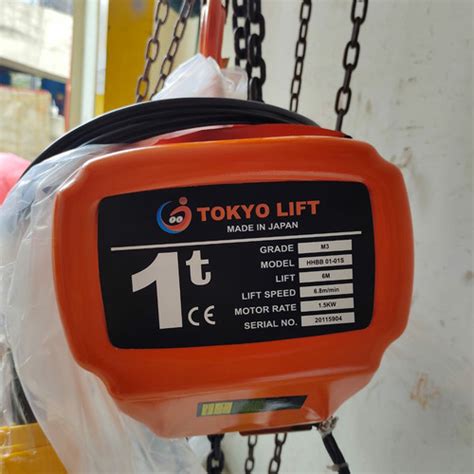 TOKYO LIFT
MADE IN JAPAN
1t
CE
GRADE M3
MODEL HHBB 01-01S
LIFT 6M
LIFT SPEED 6.8m/min
MOTOR RATE 1.5KW
SERIAL NO. 20115904